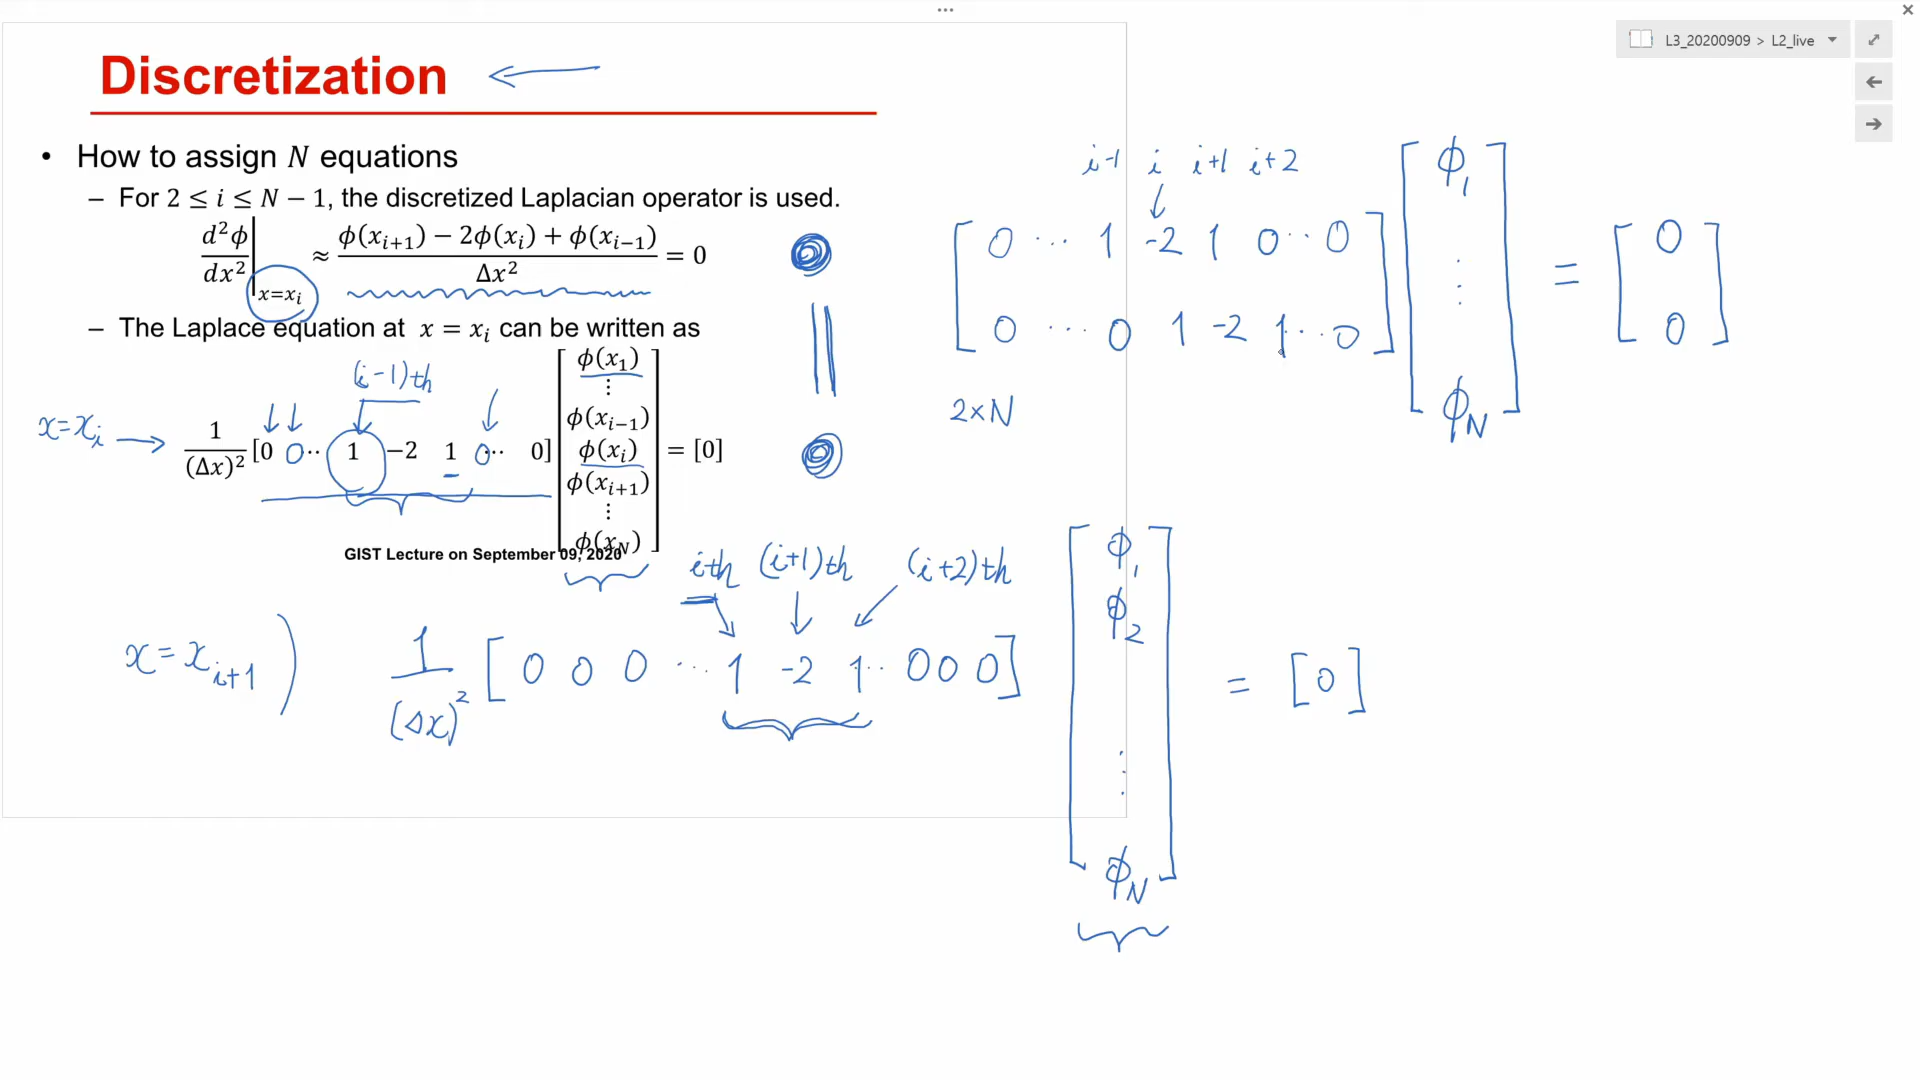 L3_20200909 > L2_live
Discretization ←
• How to assign N equations
– For 2 ≤ i ≤ N − 1, the discretized Laplacian operator is used.
d²ϕ/dx² |x=xᵢ ≈ (ϕ(xᵢ₊₁) − 2ϕ(xᵢ) + ϕ(xᵢ₋₁))/Δx² = 0
– The Laplace equation at x = xᵢ can be written as
(i-1)th
x=xᵢ → 1/(Δx)² [0 0 ⋯ 1 −2 1 0 ⋯ 0] [ϕ(x₁) ⋮ ϕ(xᵢ₋₁) ϕ(xᵢ) ϕ(xᵢ₊₁) ⋮ ϕ(x_N)] = [0]
GIST Lecture on September 09, 2020
ith (i+1)th (i+2)th
x=xᵢ₊₁) 1/(Δx)² [0 0 0 ⋯ 1 -2 1 ⋯ 0 0 0] [ϕ₁ ϕ₂ ⋮ ϕ_N] = [0]
i-1 i i+1 i+2
[0 ⋯ 1 -2 1 0 ⋯ 0
0 ⋯ 0 1 -2 1 ⋯ 0] [ϕ₁ ⋮ ϕ_N] = [0 ⋮ 0]
2×N